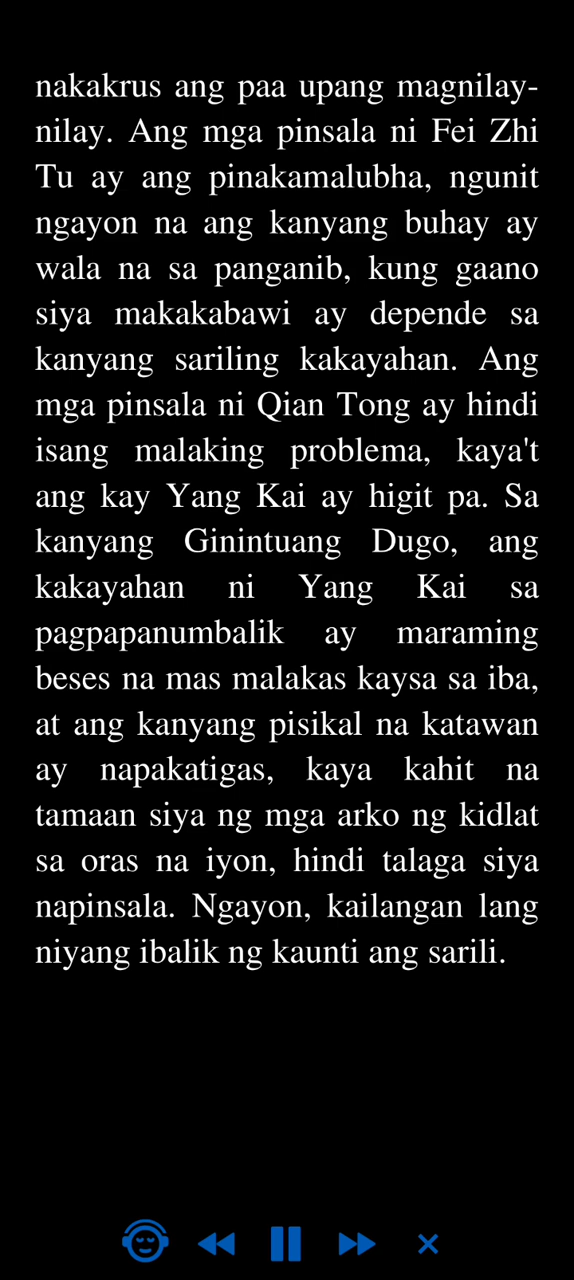 nakakrus ang paa upang magnilay-
nilay. Ang mga pinsala ni Fei Zhi
Tu ay ang pinakamalubha, ngunit
ngayon na ang kanyang buhay ay
wala na sa panganib, kung gaano
siya makakabawi ay depende sa
kanyang sariling kakayahan. Ang
mga pinsala ni Qian Tong ay hindi
isang malaking problema, kaya't
ang kay Yang Kai ay higit pa. Sa
kanyang Ginintuang Dugo, ang
kakayahan ni Yang Kai sa
pagpapanumbalik ay maraming
beses na mas malakas kaysa sa iba,
at ang kanyang pisikal na katawan
ay napakatigas, kaya kahit na
tamaan siya ng mga arko ng kidlat
sa oras na iyon, hindi talaga siya
napinsala. Ngayon, kailangan lang
niyang ibalik ng kaunti ang sarili.